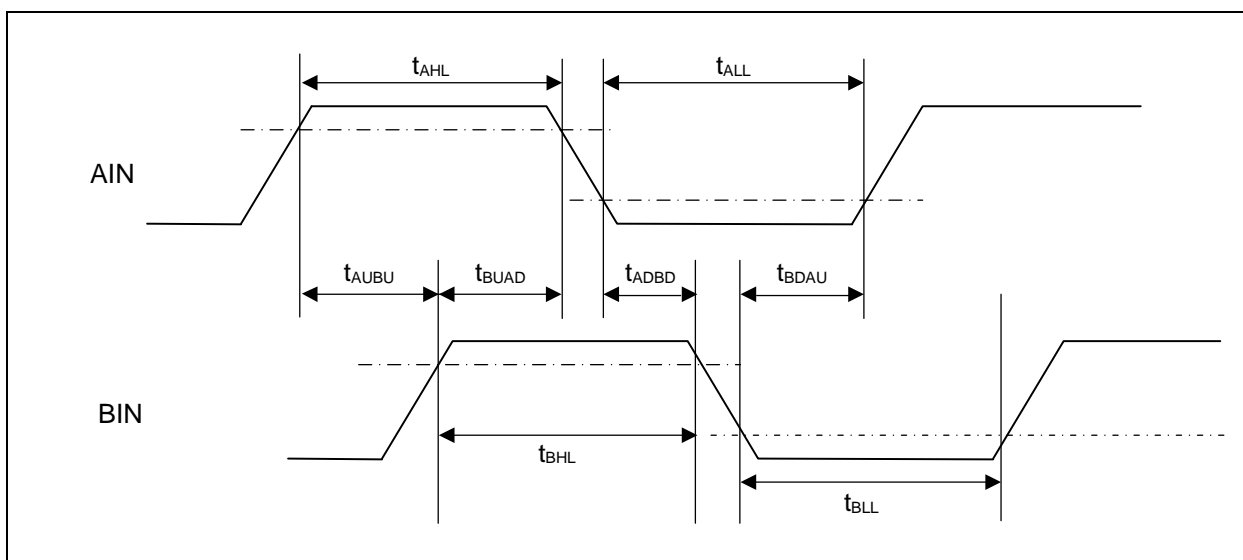 tAHL tALL
AIN
tAUBU tBUAD tADBD tBDAU
BIN
tBHL
tBLL